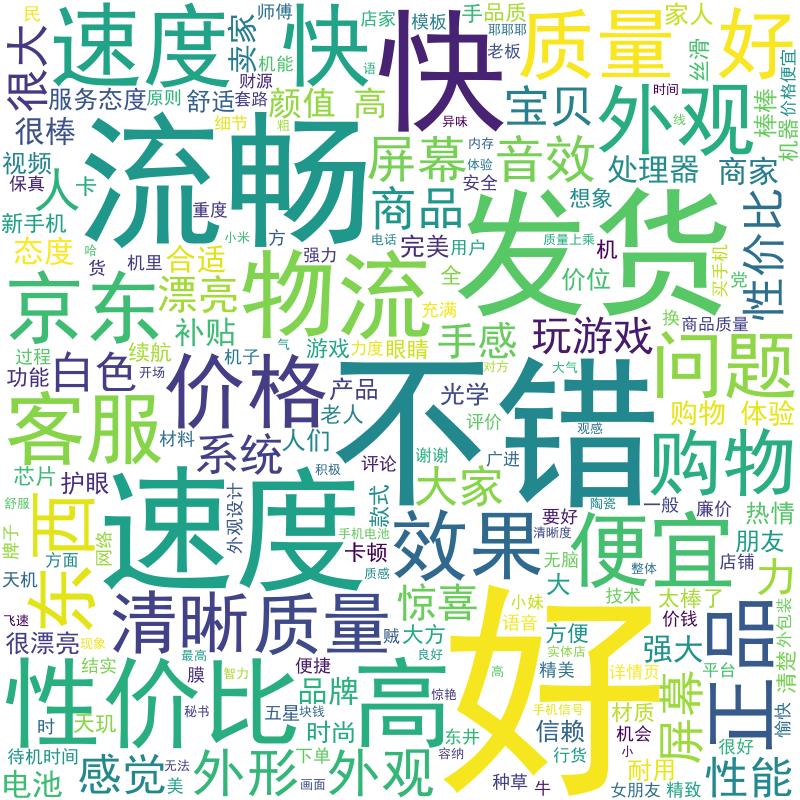 民
师傅
店家
模板
手
品质
家人
很大
速度
快
快
质量
好
耶耶耶
老板
丝滑
卖家
机能
语
财源
时间
价格便宜
服务态度
原则
舒适
套路
颜值 高
宝贝
外观
棒棒
机器
很棒
细节
粗
异味
线
流畅
屏幕
音效
处理器
商家
视频
内存
体验
保真
人
卡
重度
安全
想象
新手机
小米
方
商品
发货
性价比
态度
哈
强力
电话
完美
用户
质量上乘
机
买手机
党
货
机里
合适
物流
全
价位
京东
漂亮
充满
换
商品质量
补贴
手感
玩游戏
问题
过程
续航
机子
气
游戏
力度
眼睛
对方
功能
开场
白色
价格
不错
大气
产品
光学
购物 体验
客服
老人
评价
观感
材料
系统
人们
谢谢
广进
购物
芯片
护眼
积极
评论
大家
舒服
东西
速度
外观设计
款式
陶瓷
一般
廉价
热情
牌子
网络
手机电池
效果
要好
清晰度
便宜
朋友
方面
卡顿
无脑
店铺
天机
质感
整体
大
力
飞速
清晰
质量
惊喜
小妹
技术
太棒了
价钱
正品
外包装
很漂亮
现象
贼
大方
语音
方便
强大
清楚
最高
良好
实体店
结实
膜
便捷
精美
详情页
平台
性价比
高
智力
品牌
惊艳
高
好
屏幕
天玑
秘书
五星
块钱
手机信号
材质
愉快
时
时尚
东井
信赖
机会
待机时间
无法
下单
容纳
行货
小
很好
电池
感觉
美
外形
画面
外观
种草
牛
女朋友
耐用
精致
性能